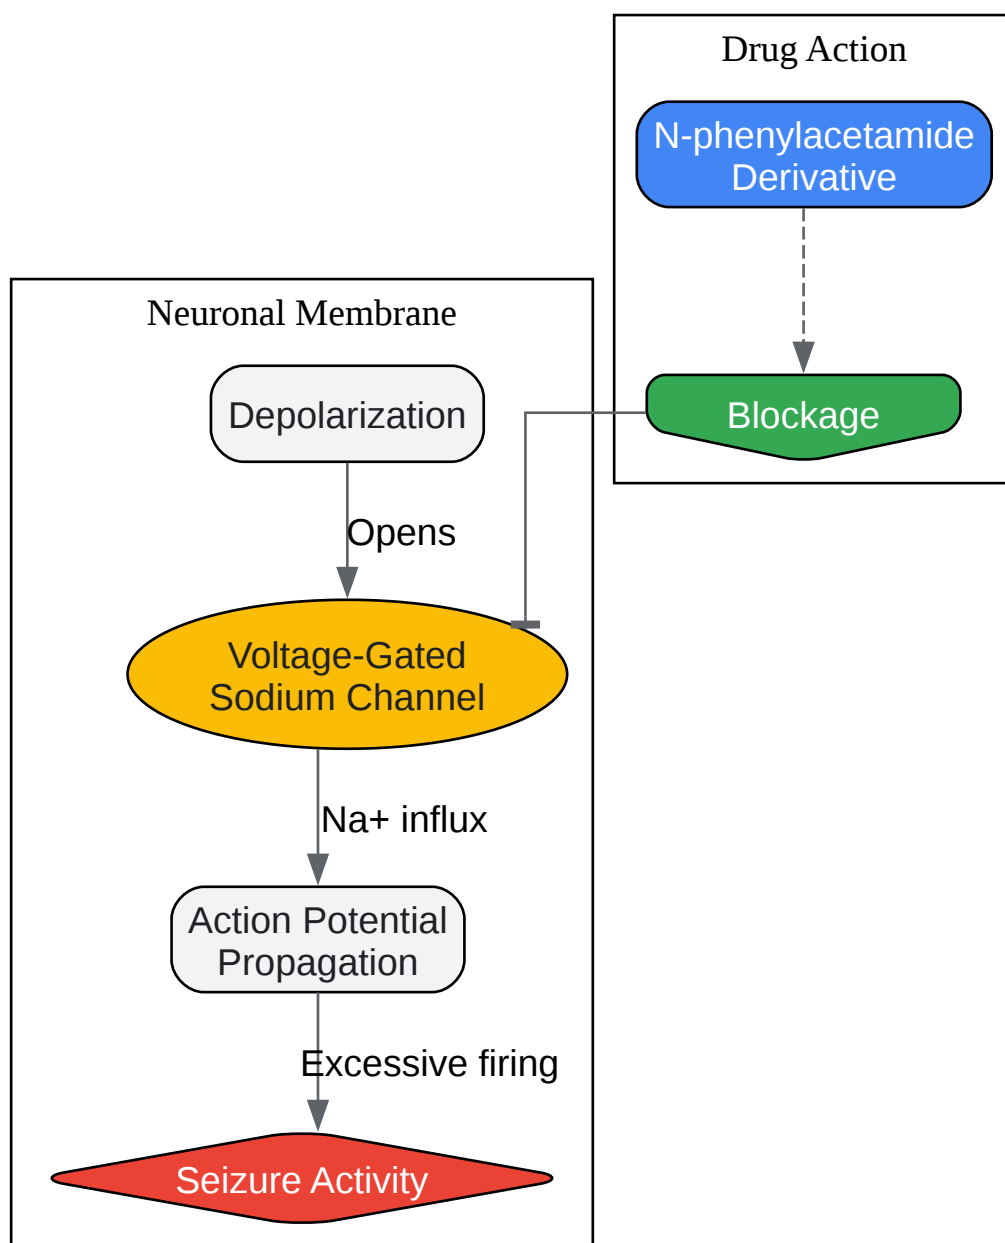 Drug Action
N-phenylacetamide
Derivative
Blockage
Neuronal Membrane
Depolarization
Opens
Voltage-Gated
Sodium Channel
Na+ influx
Action Potential
Propagation
Excessive firing
Seizure Activity